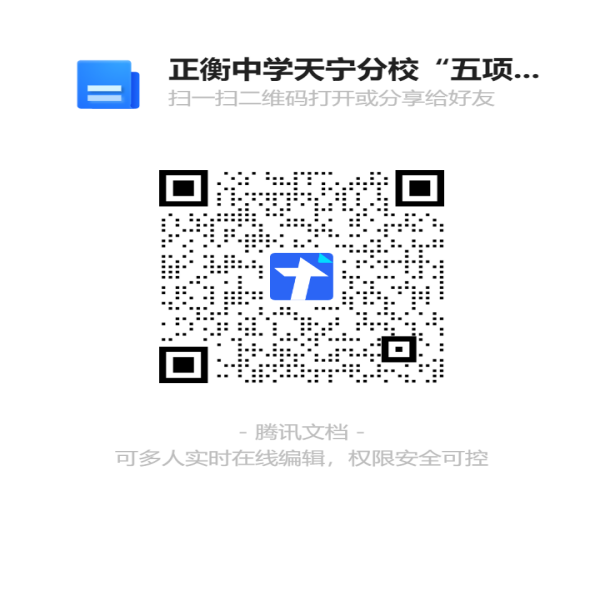 正衡中学天宁分校“五项...
扫一扫二维码打开或分享给好友
- 腾讯文档 -
可多人实时在线编辑，权限安全可控